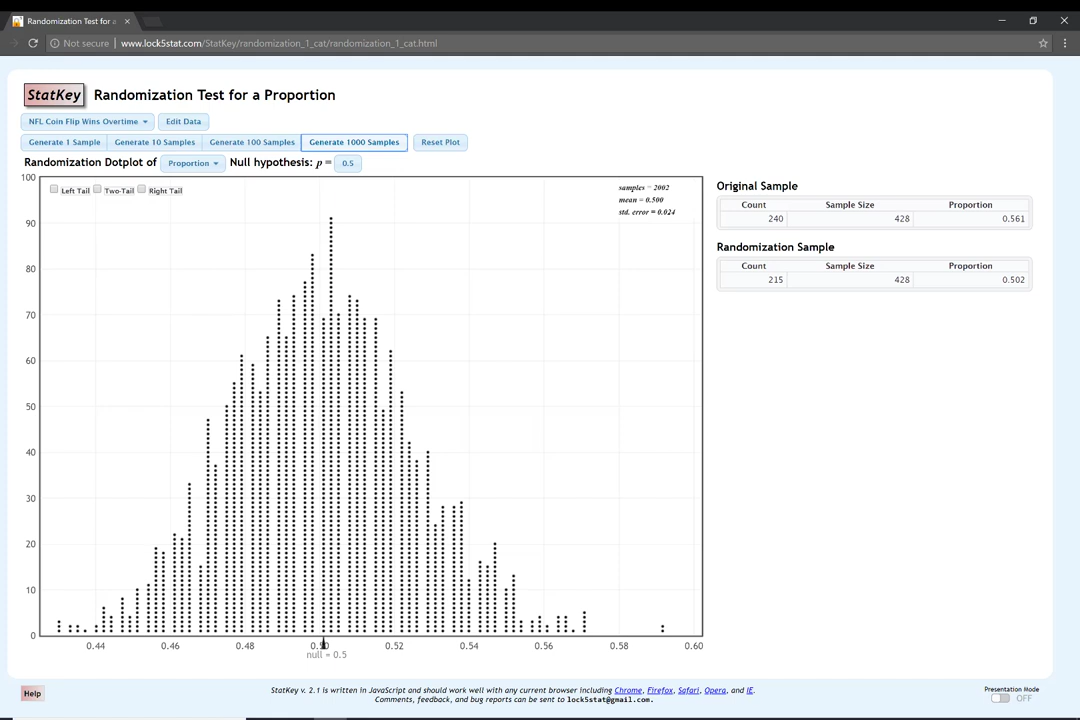 Randomization Test for a
Not secure | www.lock5stat.com/StatKey/randomization_1_cat/randomization_1_cat.html
StatKey Randomization Test for a Proportion
NFL Coin Flip Wins Overtime Edit Data
Generate 1 Sample Generate 10 Samples Generate 100 Samples Generate 1000 Samples Reset Plot
Randomization Dotplot of Proportion Null hypothesis: p = 0.5
Left Tail Two-Tail Right Tail
samples = 2002
mean = 0.500
std. error = 0.024
100
90
80
70
60
50
40
30
20
10
0
0.44 0.46 0.48 0.50 0.52 0.54 0.56 0.58 0.60
null = 0.5
Original Sample
Count Sample Size Proportion
240 428 0.561
Randomization Sample
Count Sample Size Proportion
215 428 0.502
Help
StatKey v. 2.1 is written in JavaScript and should work well with any current browser including Chrome, Firefox, Safari, Opera, and IE.
Comments, feedback, and bug reports can be sent to lock5stat@gmail.com.
Presentation Mode
OFF